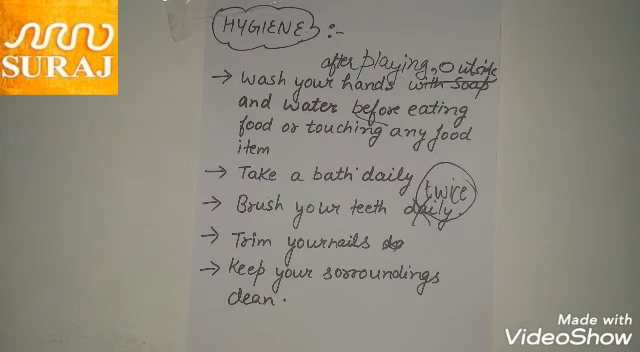 SURAJ
HYGIENE :-
after playing, Outside
→ Wash your hands with soap
and water before eating
food or touching any food
item
→ Take a bath daily
twice
→ Brush your teeth daily.
→ Trim your nails
→ Keep your sorroundings
clean.
Made with
VideoShow